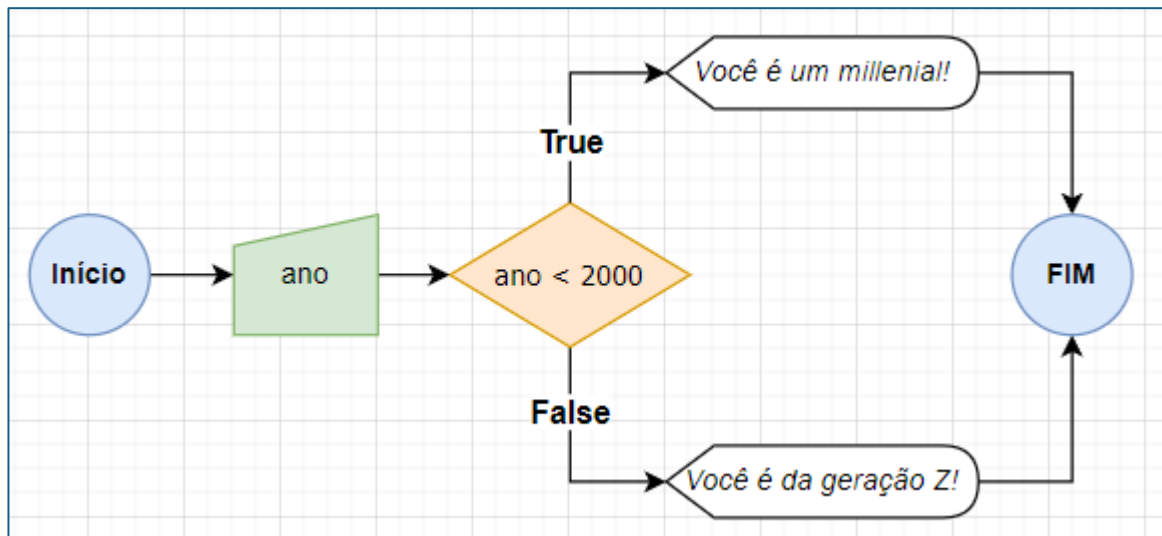 Início
ano
ano < 2000
True
Você é um millenial!
False
Você é da geração Z!
FIM